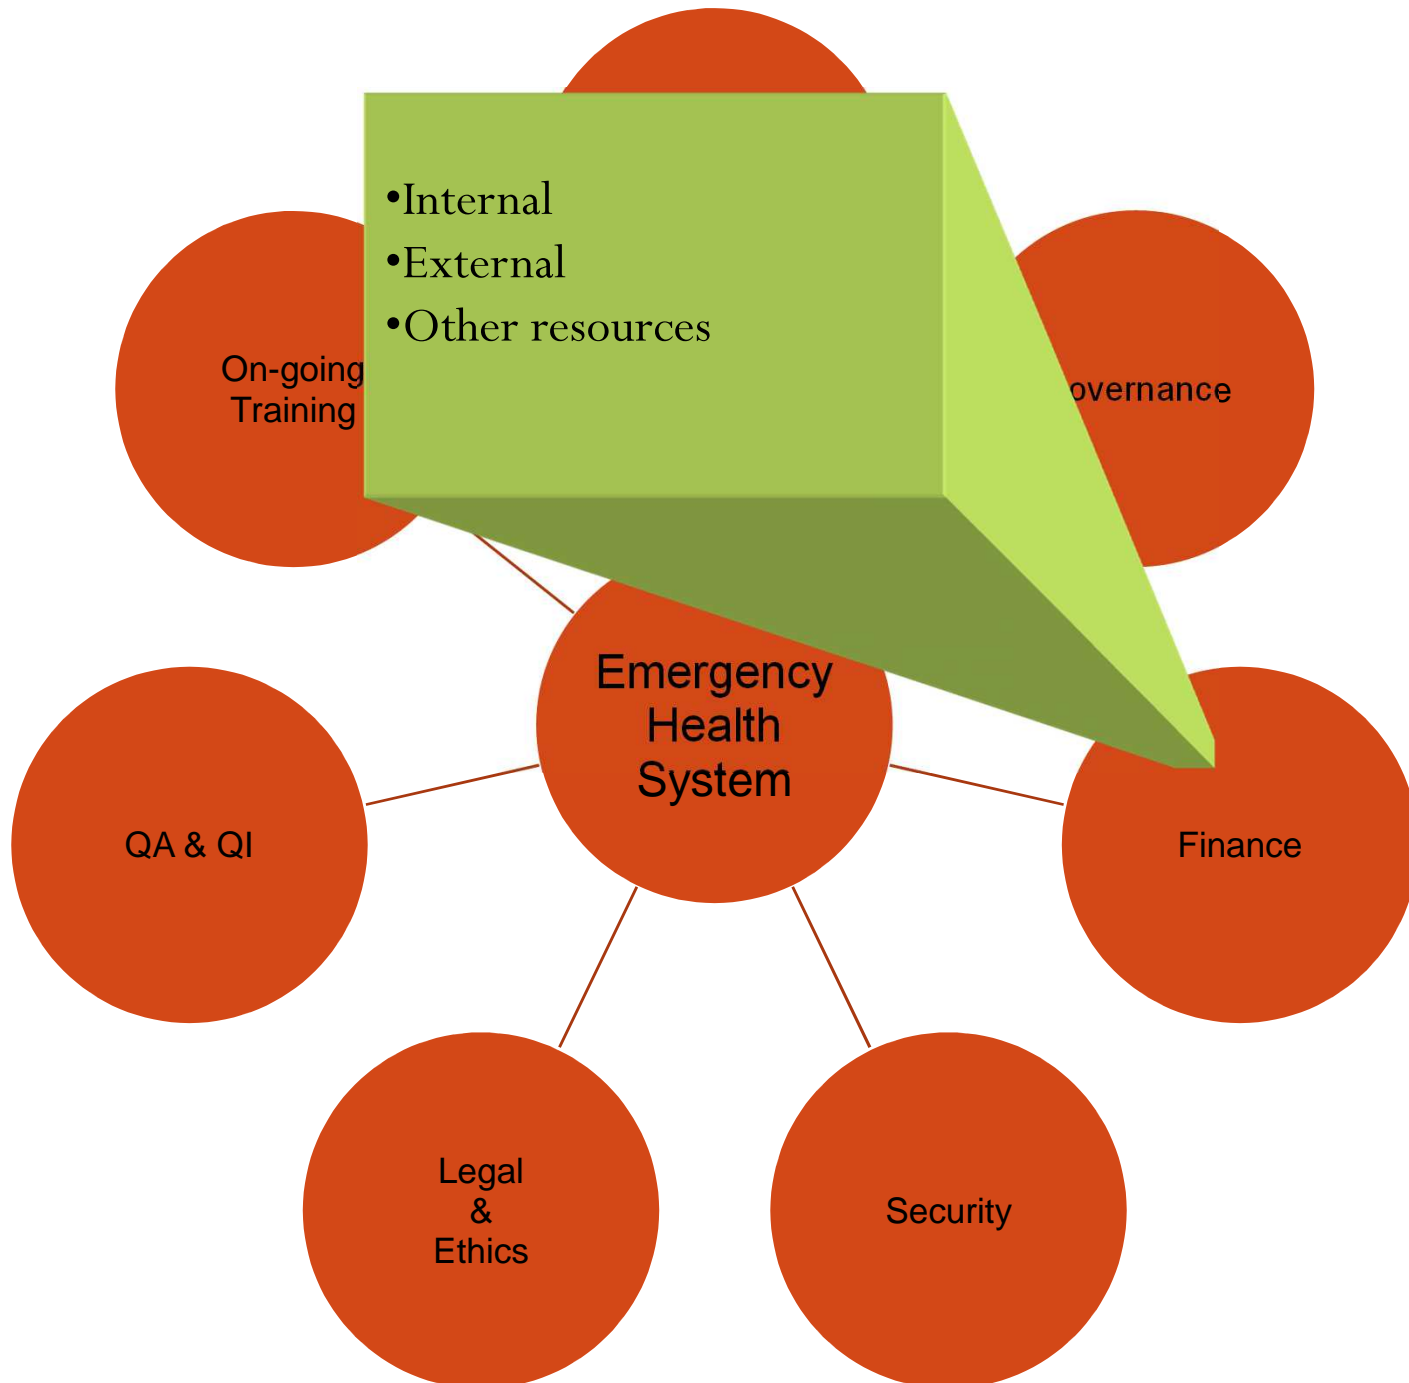 •Internal
•External
•Other resources
On-going
Training
overnance
Emergency
Health
System
QA & QI
Finance
Legal
&
Ethics
Security